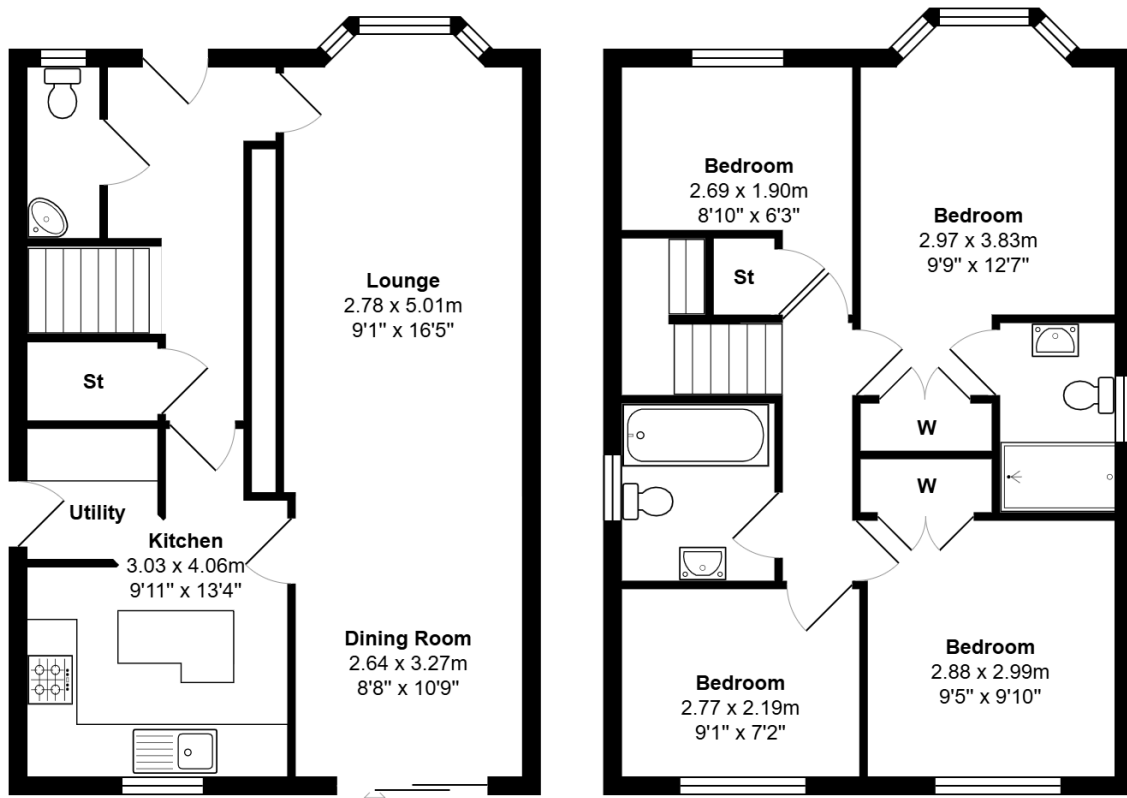 Lounge
2.78 x 5.01m
9'1" x 16'5"
St
Utility
Kitchen
3.03 x 4.06m
9'11" x 13'4"
Dining Room
2.64 x 3.27m
8'8" x 10'9"
Bedroom
2.69 x 1.90m
8'10" x 6'3"
Bedroom
2.97 x 3.83m
9'9" x 12'7"
St
W
W
Bedroom
2.77 x 2.19m
9'1" x 7'2"
Bedroom
2.88 x 2.99m
9'5" x 9'10"